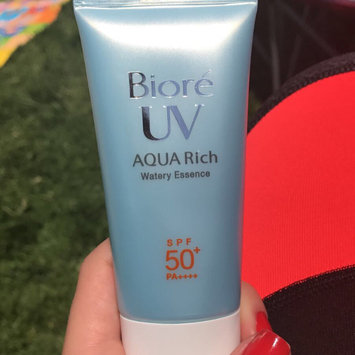 Bioré
UV
AQUA Rich
Watery Essence
SPF
50+
PA++++